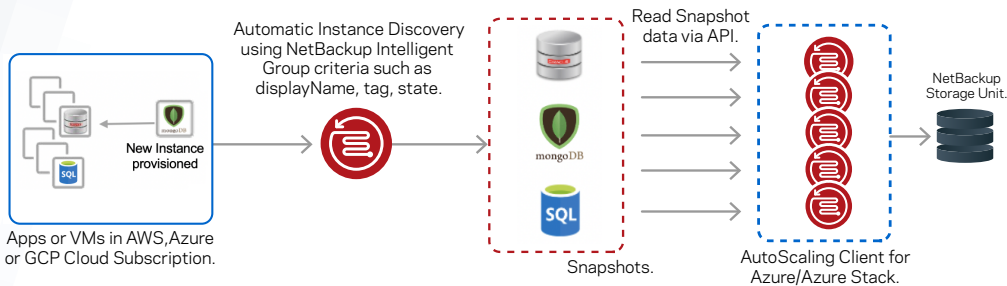 Automatic Instance Discovery
using NetBackup Intelligent
Group criteria such as
displayName, tag, state.
Read Snapshot
data via API.
NetBackup
Storage Unit.
mongoDB
New Instance
provisioned
SQL
mongoDB
SQL
Apps or VMs in AWS,Azure
or GCP Cloud Subscription.
Snapshots.
AutoScaling Client for
Azure/Azure Stack.